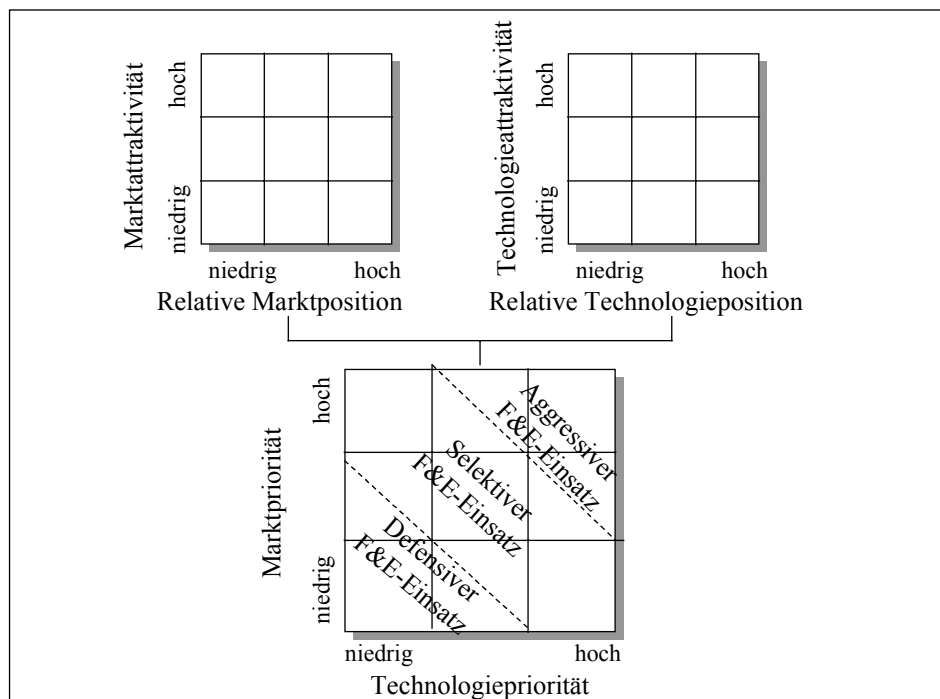 Marktattraktivität
hoch
niedrig
niedrig
hoch
Relative Marktposition
Technologieattraktivität
hoch
niedrig
niedrig
hoch
Relative Technologieposition
Marktpriorität
hoch
niedrig
Aggressiver
F&E-Einsatz
Selektiver
F&E-Einsatz
Defensiver
F&E-Einsatz
niedrig
hoch
Technologiepriorität